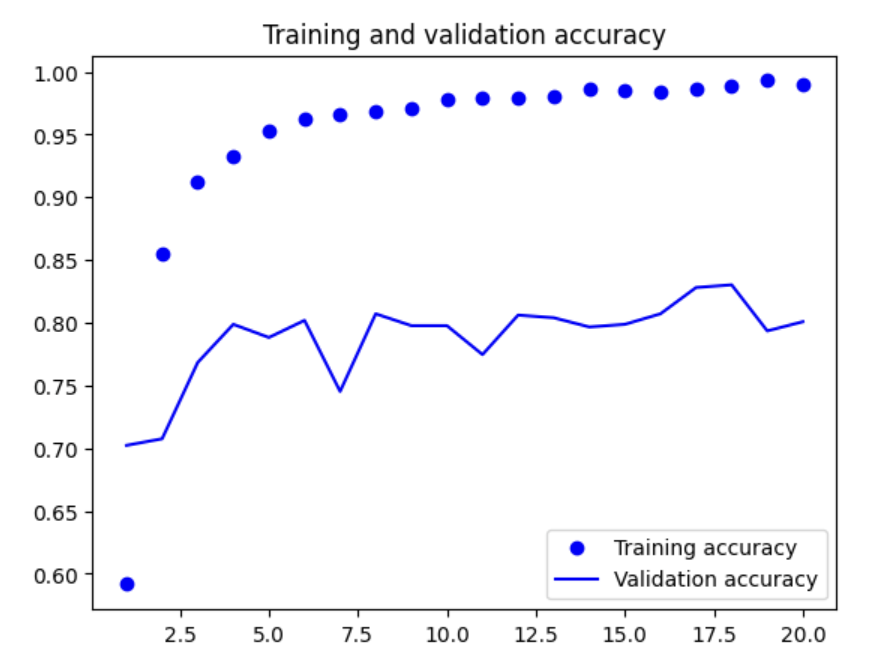 Training and validation accuracy
1.00
0.95
0.90
0.85
0.80
0.75
0.70
0.65
0.60
Training accuracy
Validation accuracy
2.5 5.0 7.5 10.0 12.5 15.0 17.5 20.0